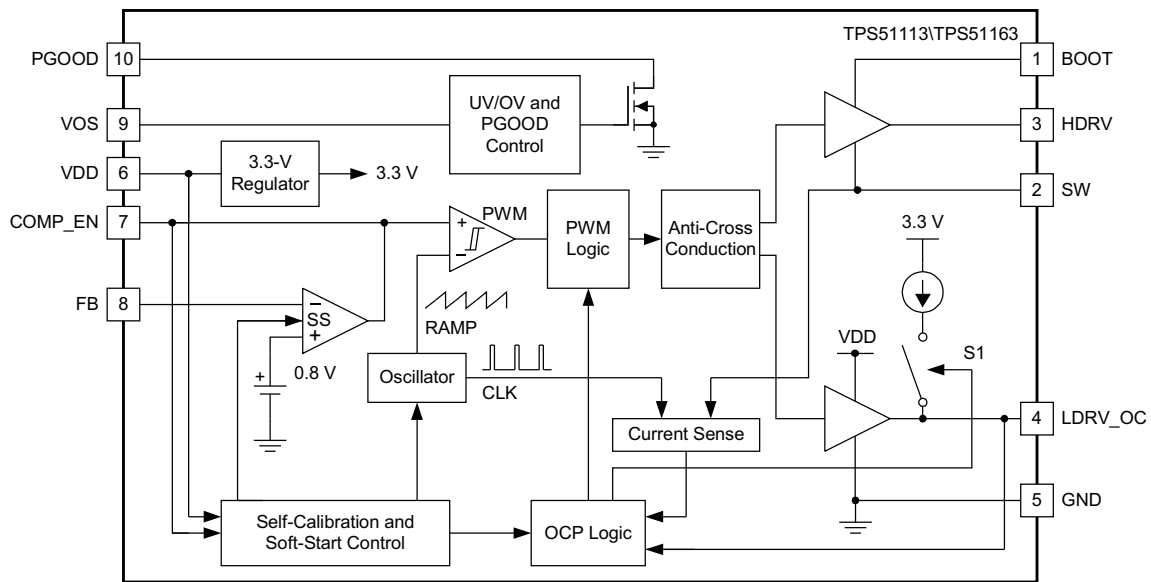 TPS51113\TPS51163
PGOOD
10
1
BOOT
VOS
9
UV/OV and
PGOOD
Control
3
HDRV
VDD
6
3.3-V
Regulator
3.3 V
2
SW
COMP_EN
7
+
−
PWM
PWM
Logic
Anti-Cross
Conduction
3.3 V
FB
8
−
SS
+
RAMP
+
0.8 V
Oscillator
CLK
VDD
S1
Current Sense
4
LDRV_OC
Self-Calibration and
Soft-Start Control
OCP Logic
5
GND